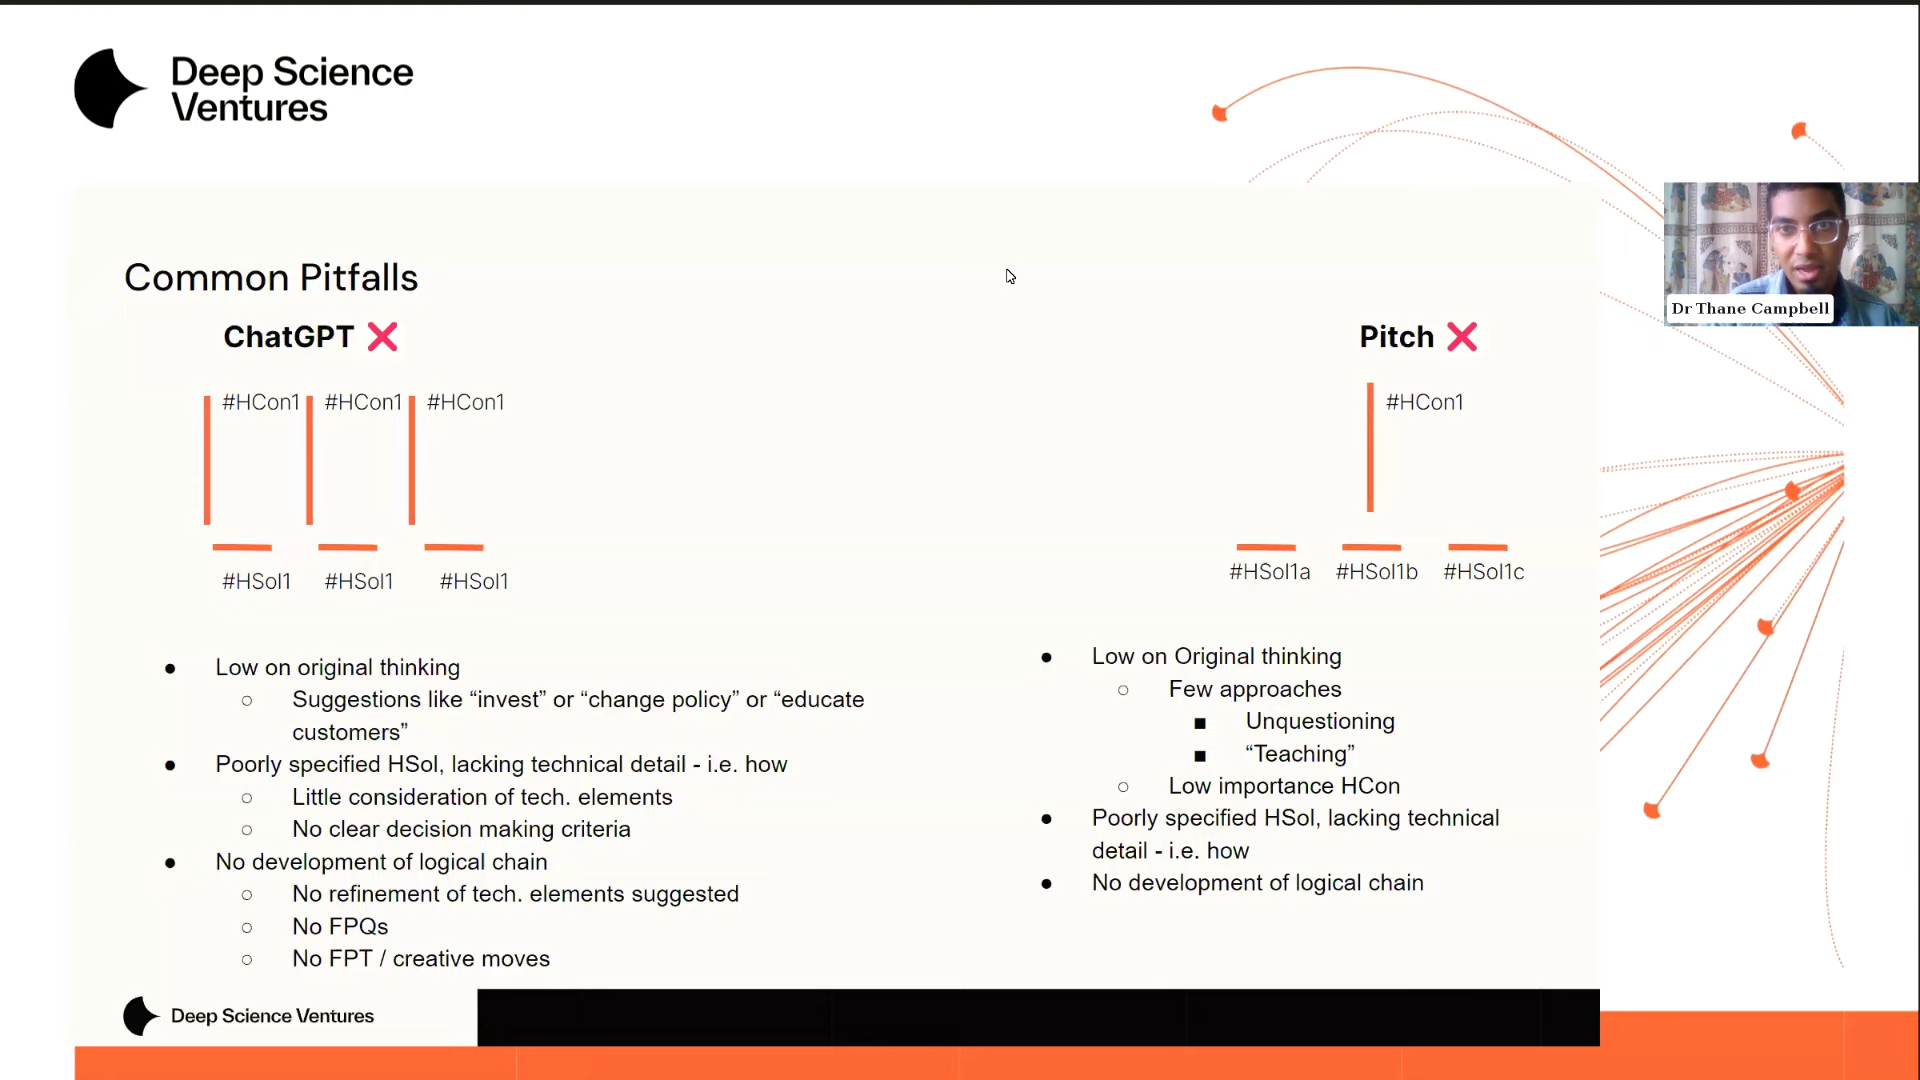 Deep Science
Ventures
Common Pitfalls
ChatGPT ❌
#HCon1 #HCon1 #HCon1
#HSol1 #HSol1 #HSol1
● Low on original thinking
○ Suggestions like “invest” or “change policy” or “educate
customers”
● Poorly specified HSol, lacking technical detail - i.e. how
○ Little consideration of tech. elements
○ No clear decision making criteria
● No development of logical chain
○ No refinement of tech. elements suggested
○ No FPQs
○ No FPT / creative moves
Pitch ❌
#HCon1
#HSol1a #HSol1b #HSol1c
● Low on Original thinking
○ Few approaches
■ Unquestioning
■ “Teaching”
○ Low importance HCon
● Poorly specified HSol, lacking technical
detail - i.e. how
● No development of logical chain
Dr Thane Campbell
Deep Science Ventures